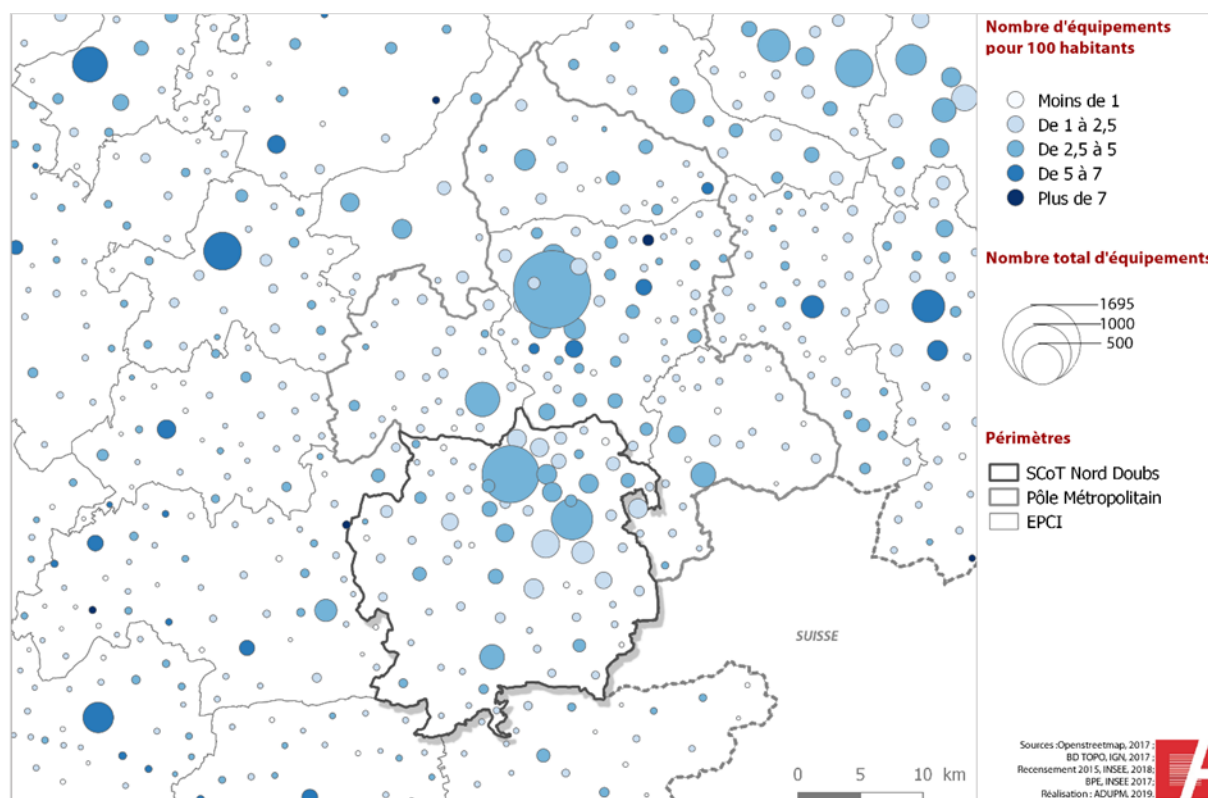 Nombre d'équipements
pour 100 habitants
Moins de 1
De 1 à 2,5
De 2,5 à 5
De 5 à 7
Plus de 7
Nombre total d'équipements
1695
1000
500
Périmètres
SCoT Nord Doubs
Pôle Métropolitain
EPCI
SUISSE
0 5 10 km
Sources :Openstreetmap, 2017 ;
BD TOPO, IGN, 2017 ;
Recensement 2015, INSEE, 2018;
BPE, INSEE 2017;
Réalisation : ADUPM, 2019.